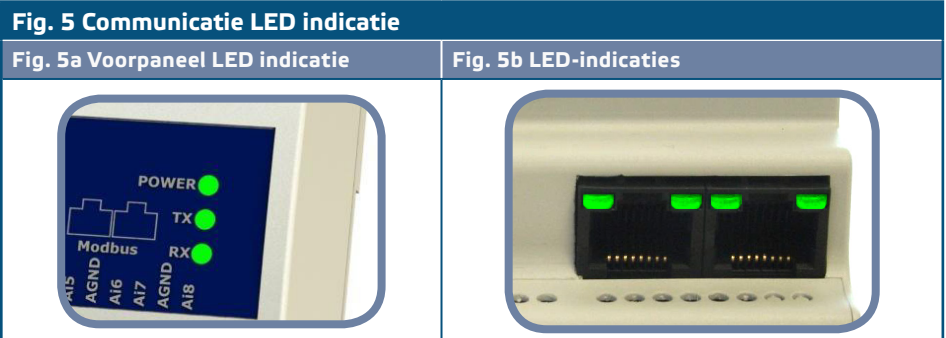 Fig. 5 Communicatie LED indicatie
Fig. 5a Voorpaneel LED indicatie
Fig. 5b LED-indicaties
POWER
TX
RX
Modbus
Ai5
AGND
Ai6
Ai7
AGND
Ai8